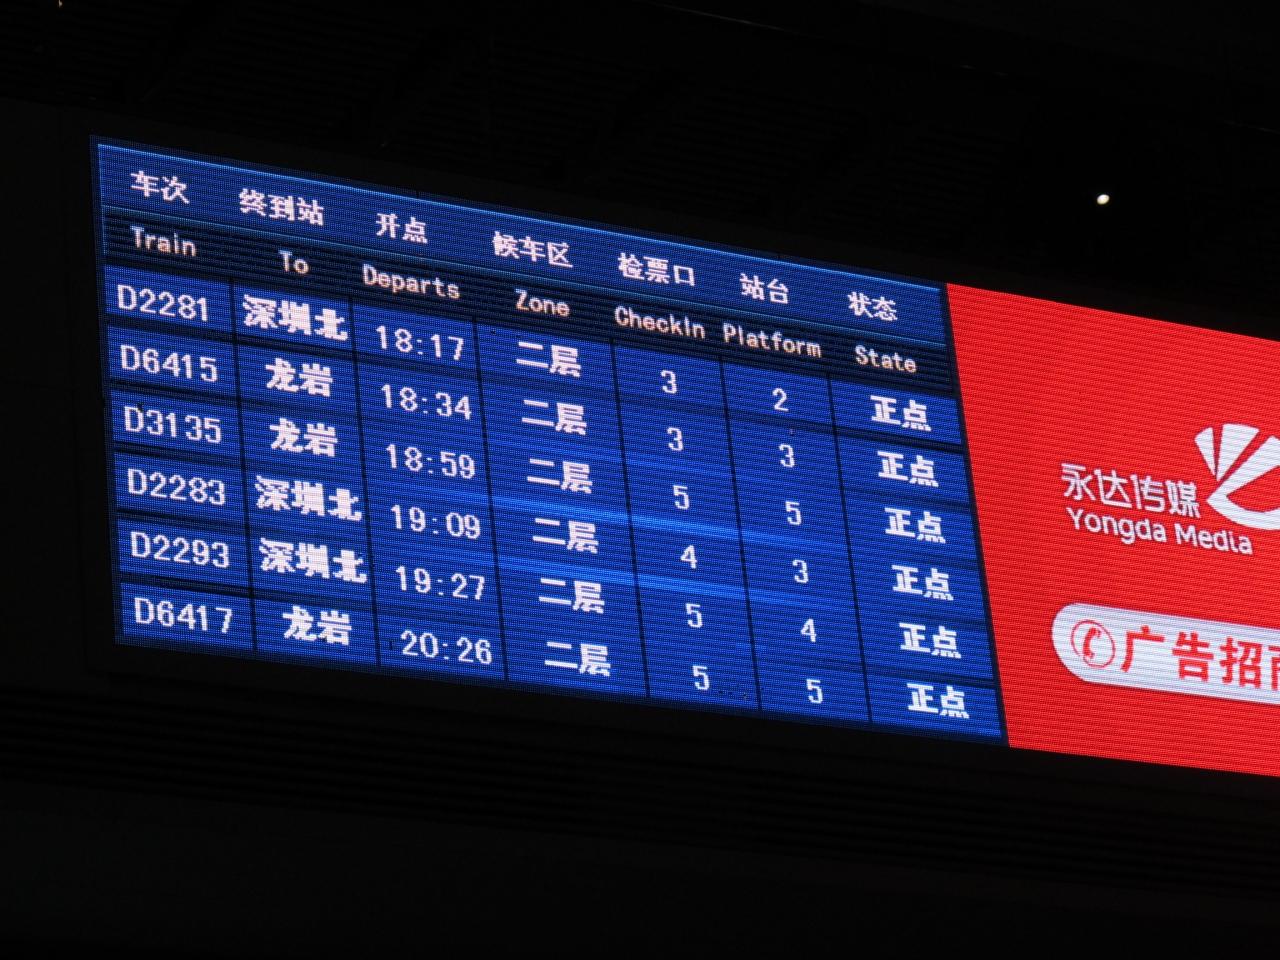 车次 终到站 开点 候车区 检票口 站台 状态
Train To Departs Zone CheckIn Platform State
D2281 深圳北 18:17 二层 3 2 正点
D6415 龙岩 18:34 二层 3 3 正点
D3135 龙岩 18:59 二层 5 5 正点
D2283 深圳北 19:09 二层 4 3 正点
D2293 深圳北 19:27 二层 5 4 正点
D6417 龙岩 20:26 二层 5 5 正点
永达传媒
Yongda Media
广告招商